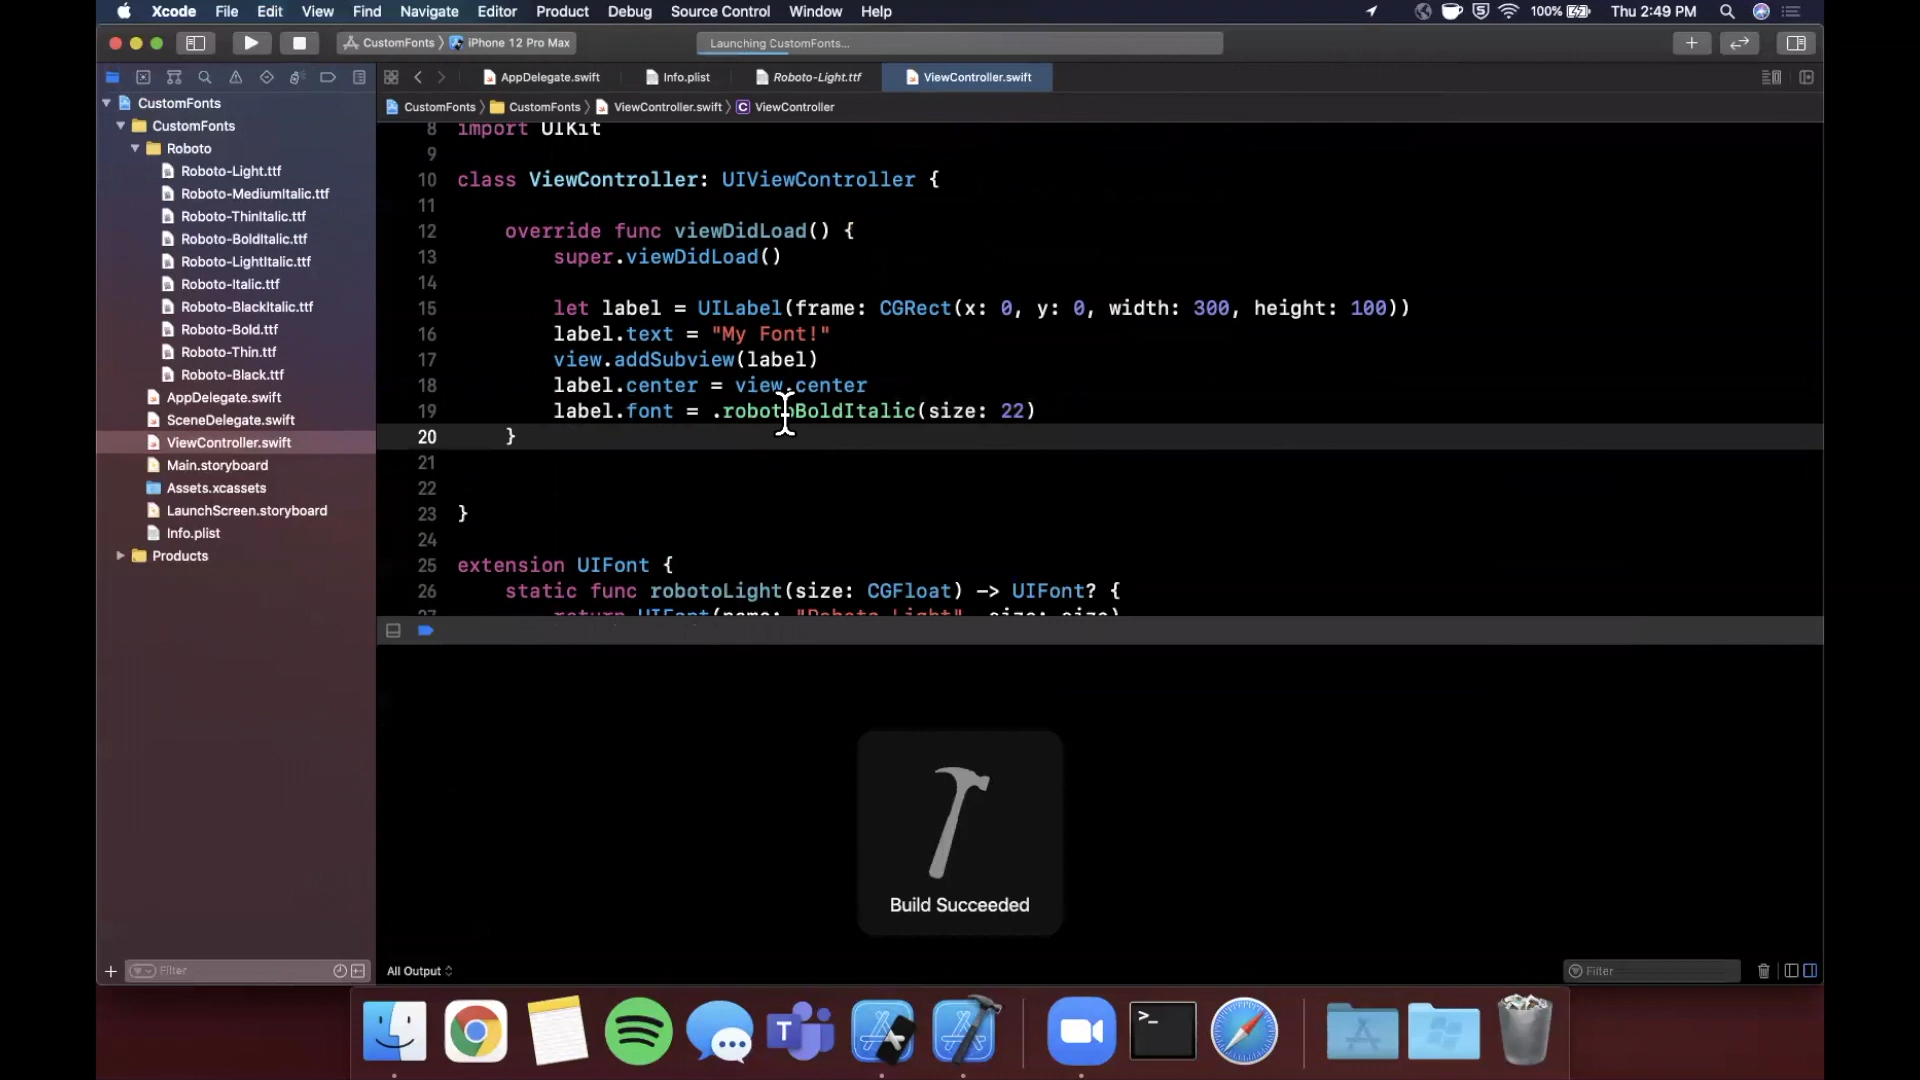 Xcode File Edit View Find Navigate Editor Product Debug Source Control Window Help 100% Thu 2:49 PM
CustomFonts iPhone 12 Pro Max Launching CustomFonts...
AppDelegate.swift Info.plist Roboto-Light.ttf ViewController.swift
CustomFonts CustomFonts ViewController.swift C ViewController
CustomFonts
CustomFonts
Roboto
Roboto-Light.ttf
Roboto-MediumItalic.ttf
Roboto-ThinItalic.ttf
Roboto-BoldItalic.ttf
Roboto-LightItalic.ttf
Roboto-Italic.ttf
Roboto-BlackItalic.ttf
Roboto-Bold.ttf
Roboto-Thin.ttf
Roboto-Black.ttf
AppDelegate.swift
SceneDelegate.swift
ViewController.swift
Main.storyboard
Assets.xcassets
LaunchScreen.storyboard
Info.plist
Products
8 import UIKit
9
10 class ViewController: UIViewController {
11
12 override func viewDidLoad() {
13 super.viewDidLoad()
14
15 let label = UILabel(frame: CGRect(x: 0, y: 0, width: 300, height: 100))
16 label.text = "My Font!"
17 view.addSubview(label)
18 label.center = view.center
19 label.font = .robotoBoldItalic(size: 22)
20 }
21
22
23 }
24
25 extension UIFont {
26 static func robotoLight(size: CGFloat) -> UIFont? {
27 return UIFont(name: "Roboto-Light", size: size)
Build Succeeded
Filter All Output Filter